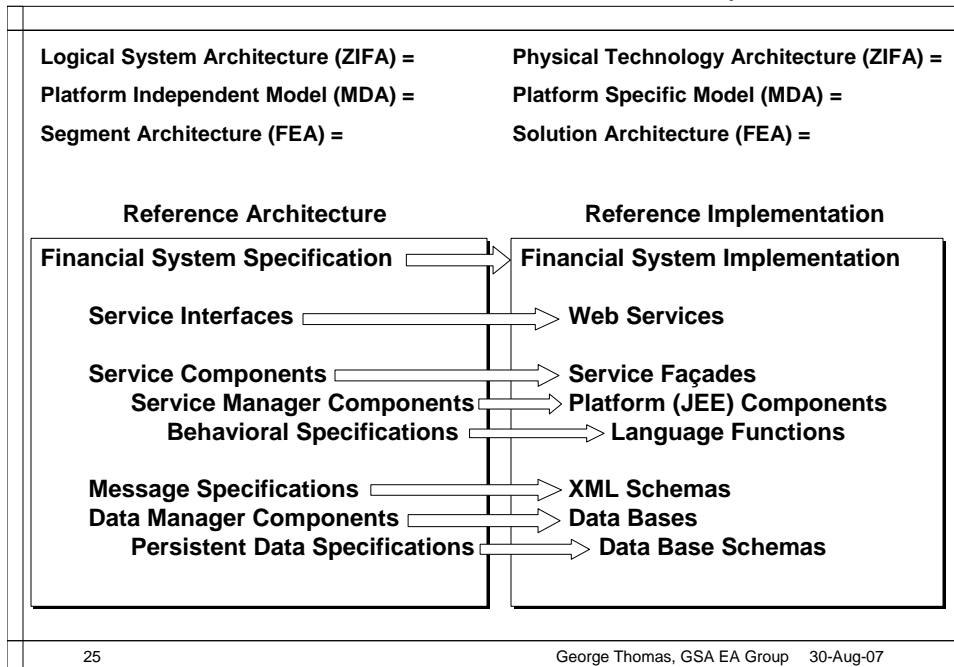 Logical System Architecture (ZIFA) =
Platform Independent Model (MDA) =
Segment Architecture (FEA) =
Physical Technology Architecture (ZIFA) =
Platform Specific Model (MDA) =
Solution Architecture (FEA) =
Reference Architecture
Reference Implementation
Financial System Specification
Financial System Implementation
Service Interfaces
Web Services
Service Components
Service Façades
Service Manager Components
Platform (JEE) Components
Behavioral Specifications
Language Functions
Message Specifications
XML Schemas
Data Manager Components
Data Bases
Persistent Data Specifications
Data Base Schemas
25
George Thomas, GSA EA Group 30-Aug-07